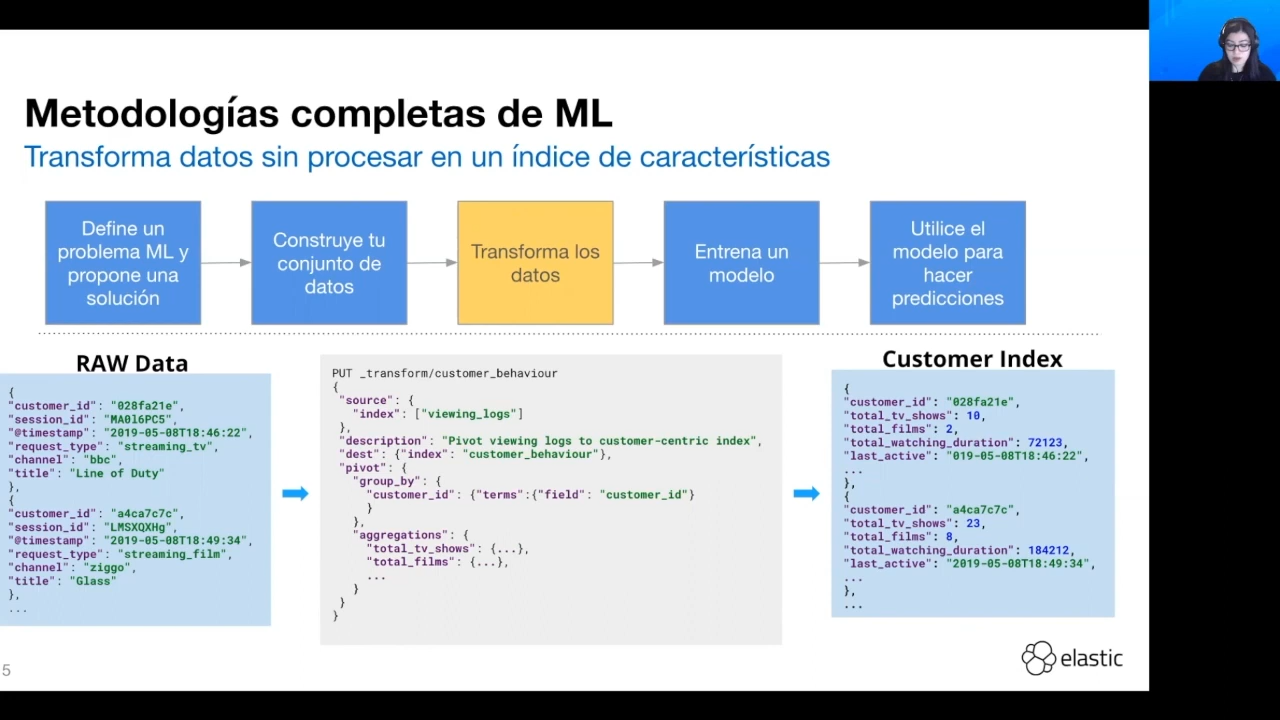 Metodologías completas de ML
Transforma datos sin procesar en un índice de características
Define un
problema ML y
propone una
solución
Construye tu
conjunto de
datos
Transforma los
datos
Entrena un
modelo
Utilice el
modelo para
hacer
predicciones
RAW Data
{
"customer_id": "028fa21e",
"session_id": "MA0l6PC5",
"@timestamp": "2019-05-08T18:46:22",
"request_type": "streaming_tv",
"channel": "bbc",
"title": "Line of Duty"
},
{
"customer_id": "a4ca7c7c",
"session_id": "LMSXQXHg",
"@timestamp": "2019-05-08T18:49:34",
"request_type": "streaming_film",
"channel": "ziggo",
"title": "Glass"
},
...
PUT _transform/customer_behaviour
{
"source": {
"index": ["viewing_logs"]
},
"description": "Pivot viewing logs to customer-centric index",
"dest": {"index": "customer_behaviour"},
"pivot": {
"group_by": {
"customer_id": {"terms":{"field": "customer_id"}
}
},
"aggregations": {
"total_tv_shows": {...},
"total_films": {...},
...
}
}
}
Customer Index
{
"customer_id": "028fa21e",
"total_tv_shows": 10,
"total_films": 2,
"total_watching_duration": 72123,
"last_active": "019-05-08T18:46:22",
...
},
{
"customer_id": "a4ca7c7c",
"total_tv_shows": 23,
"total_films": 8,
"total_watching_duration": 184212,
"last_active": "2019-05-08T18:49:34",
...
},
...
5
elastic